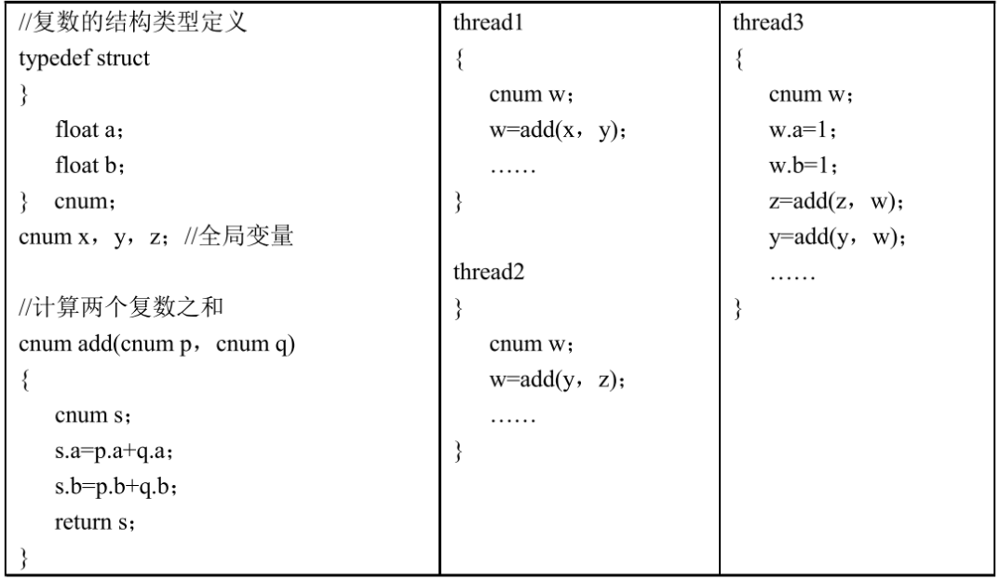 //复数的结构类型定义
typedef struct
}
float a；
float b；
} cnum；
cnum x，y，z；//全局变量
//计算两个复数之和
cnum add(cnum p，cnum q)
{
cnum s；
s.a=p.a+q.a；
s.b=p.b+q.b；
return s；
}
thread1
{
cnum w；
w=add(x，y)；
……
}
thread2
}
cnum w；
w=add(y，z)；
……
}
thread3
{
cnum w；
w.a=1；
w.b=1；
z=add(z，w)；
y=add(y，w)；
……
}